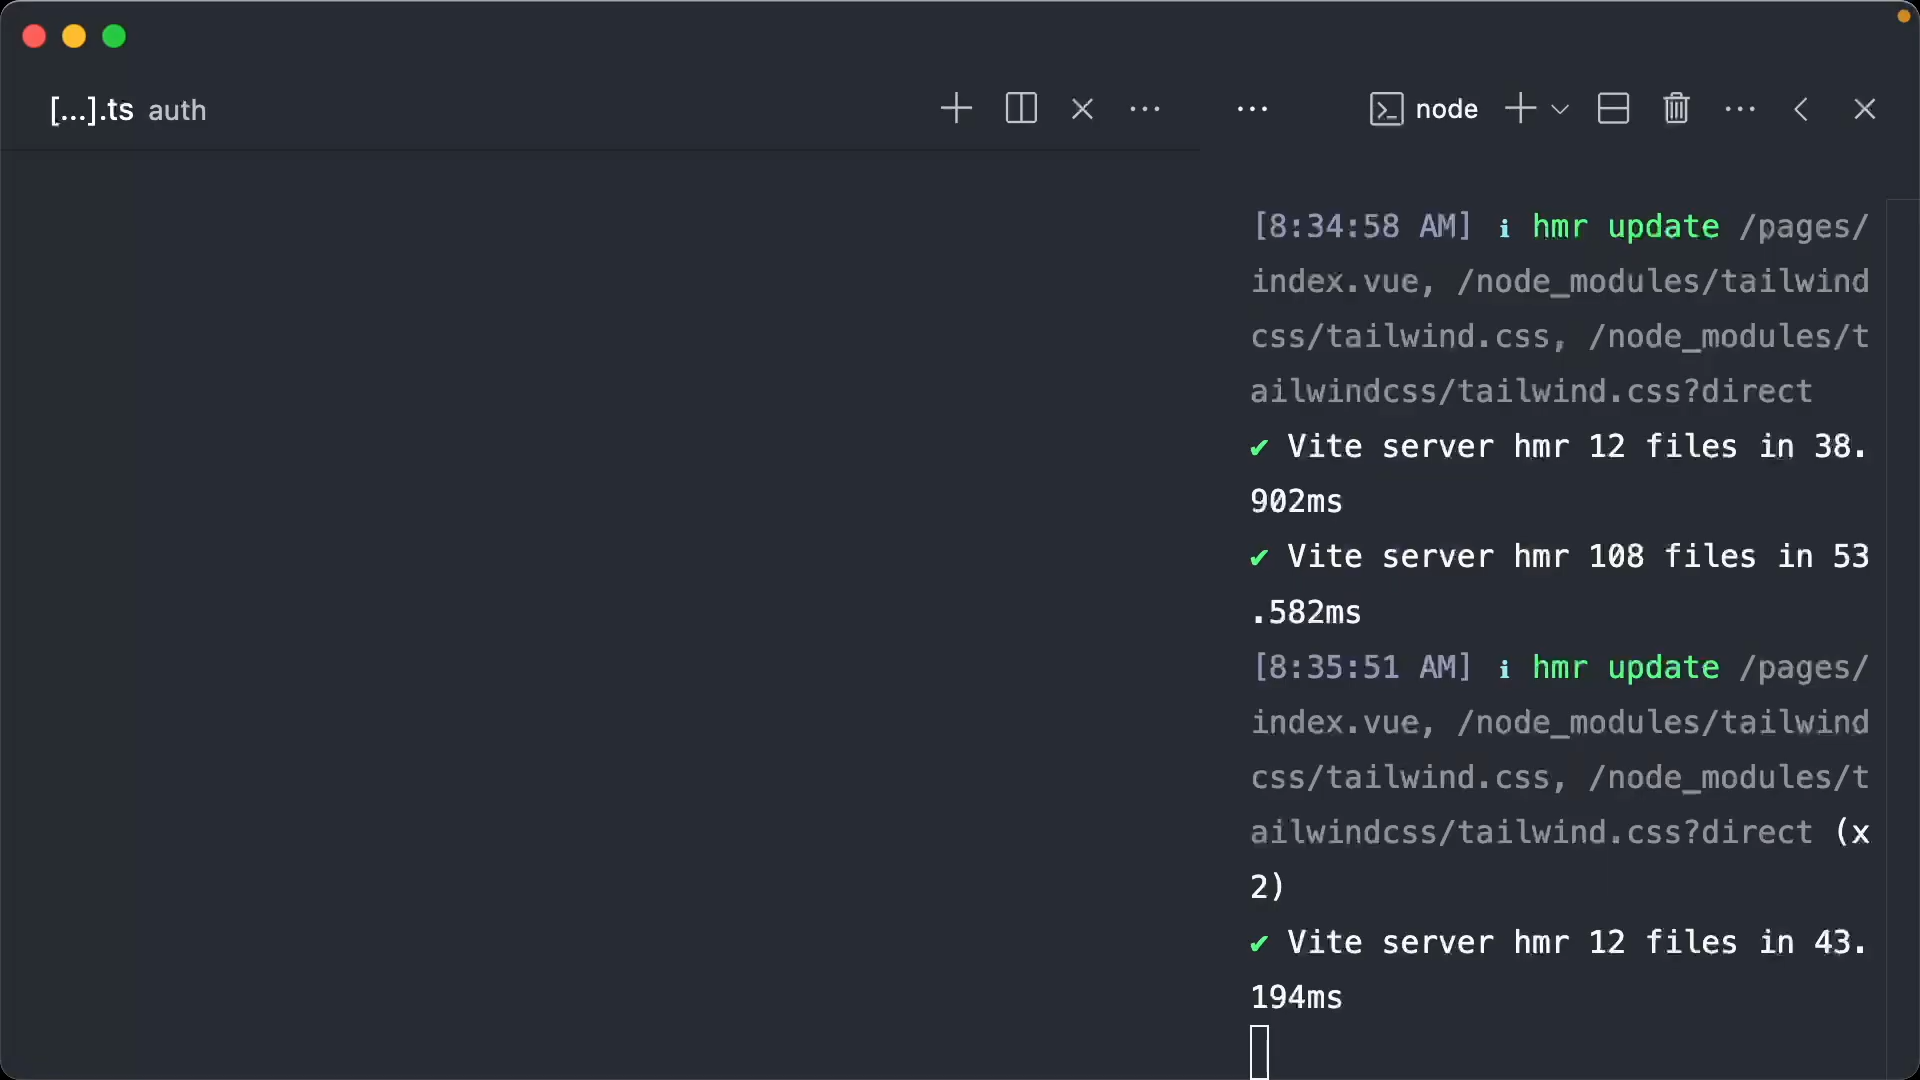 [...].ts auth
node
[8:34:58 AM] ℹ hmr update /pages/
index.vue, /node_modules/tailwind
css/tailwind.css, /node_modules/t
ailwindcss/tailwind.css?direct
✔ Vite server hmr 12 files in 38.
902ms
✔ Vite server hmr 108 files in 53
.582ms
[8:35:51 AM] ℹ hmr update /pages/
index.vue, /node_modules/tailwind
css/tailwind.css, /node_modules/t
ailwindcss/tailwind.css?direct (x
2)
✔ Vite server hmr 12 files in 43.
194ms